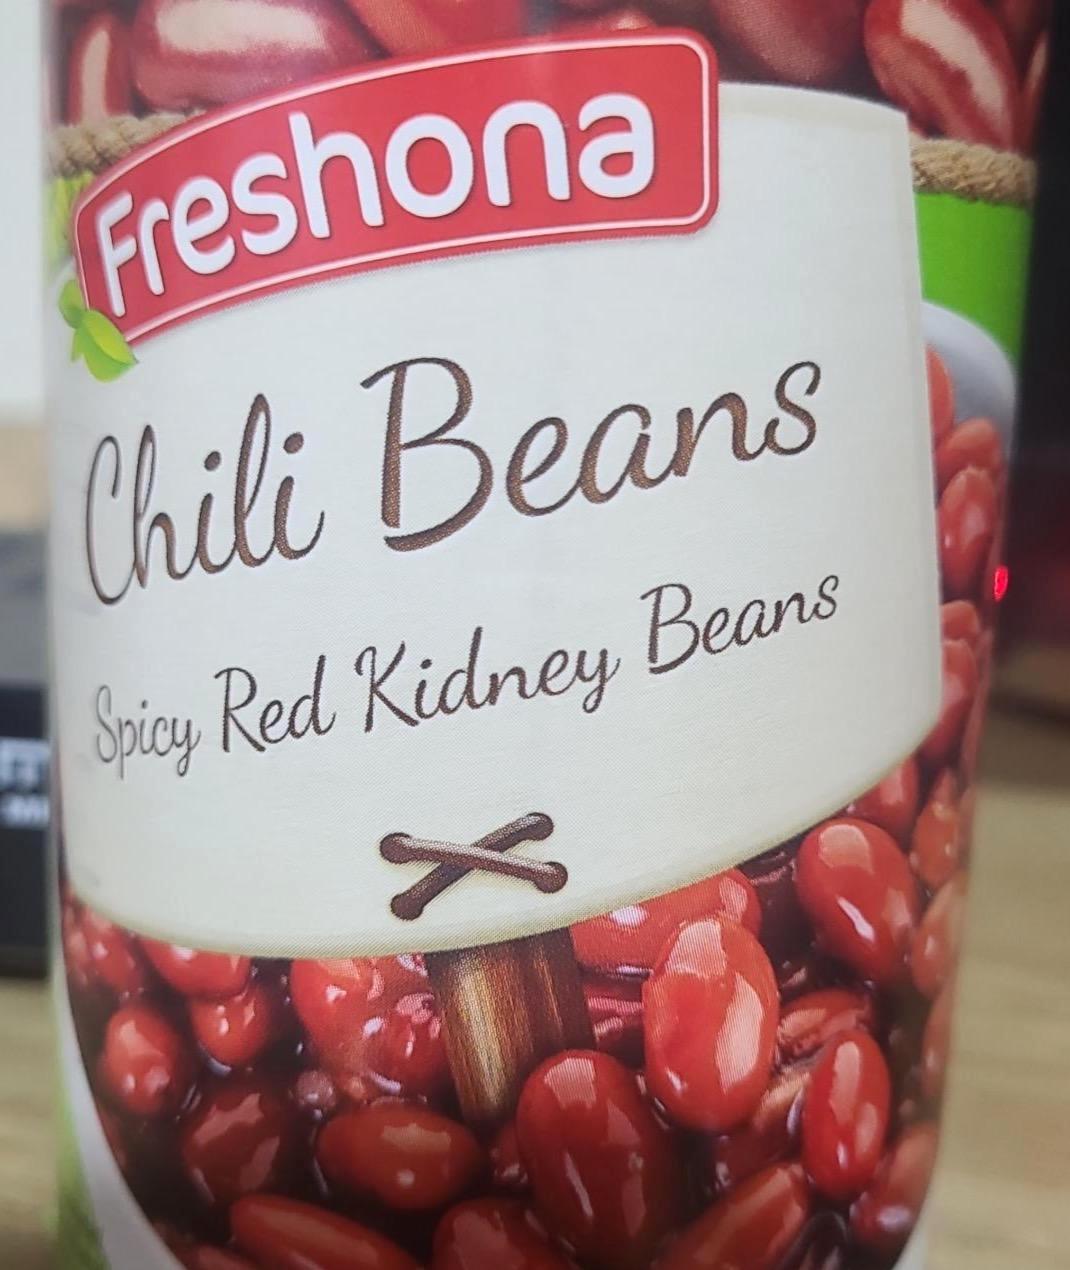 Freshona
Chili Beans
Spicy Red Kidney Beans